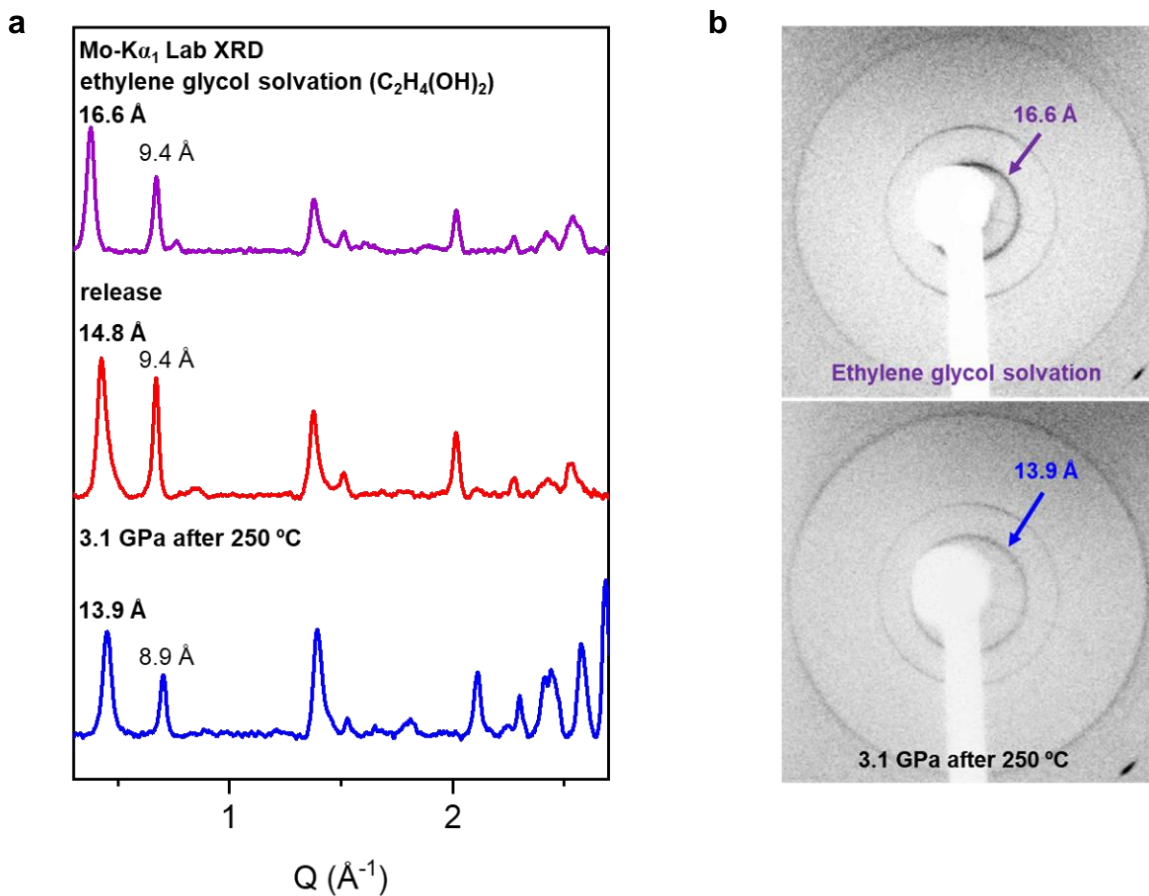 a
Mo-Kα₁ Lab XRD
ethylene glycol solvation (C₂H₄(OH)₂)
16.6 Å
9.4 Å
release
14.8 Å
9.4 Å
3.1 GPa after 250 ºC
13.9 Å
8.9 Å
1
2
Q (Å⁻¹)
b
16.6 Å
Ethylene glycol solvation
13.9 Å
3.1 GPa after 250 ºC